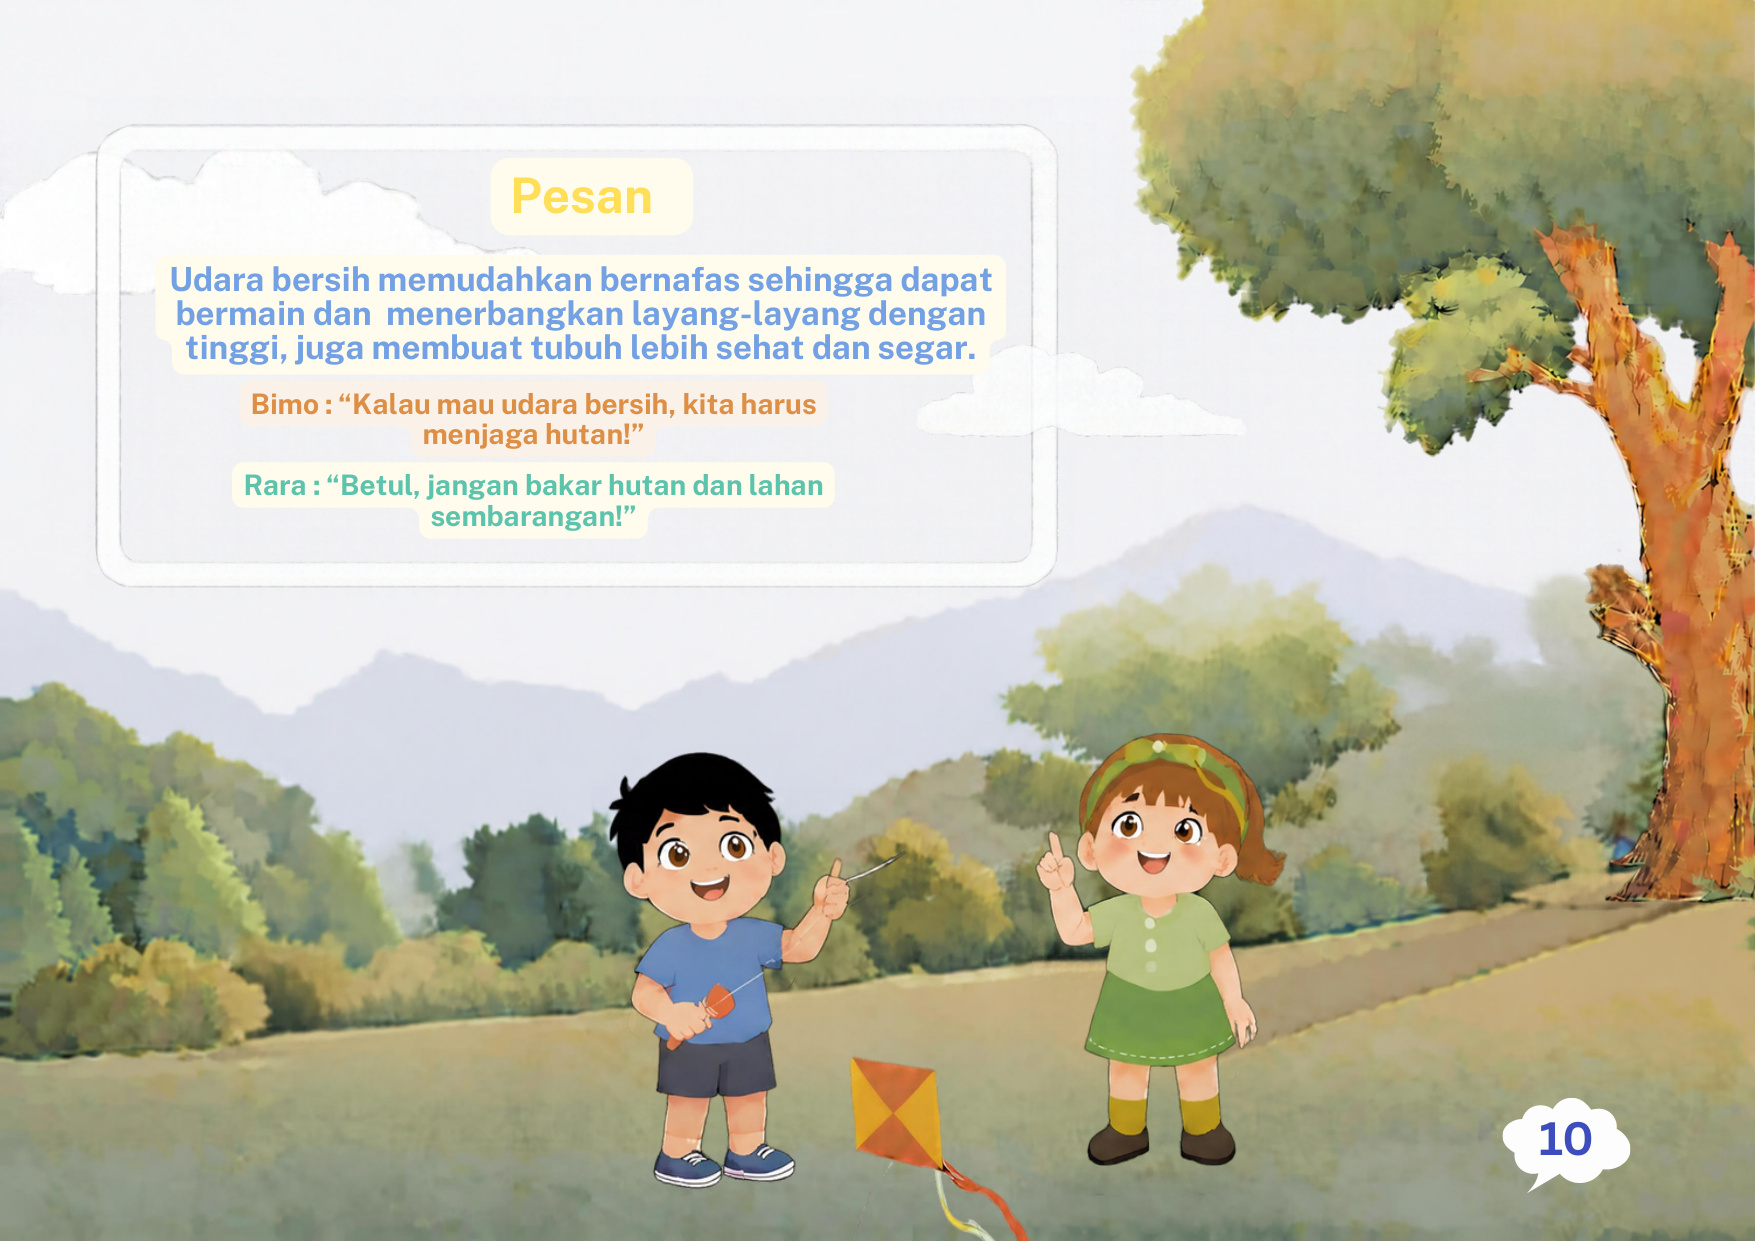 Pesan
Udara bersih memudahkan bernafas sehingga dapat
bermain dan  menerbangkan layang-layang dengan
tinggi, juga membuat tubuh lebih sehat dan segar.
Bimo : “Kalau mau udara bersih, kita harus
menjaga hutan!”
Rara : “Betul, jangan bakar hutan dan lahan
sembarangan!”
10